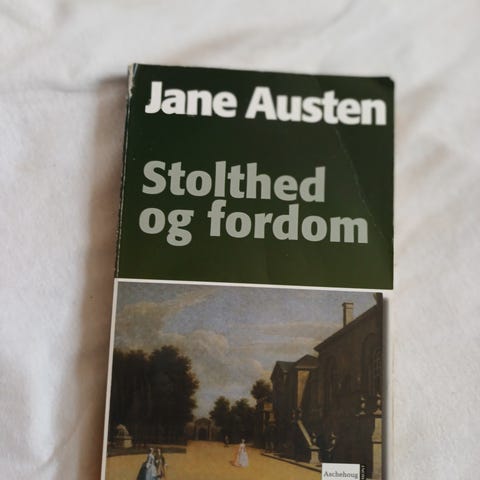 Jane Austen
Stolthed
og fordom
Aschehoug